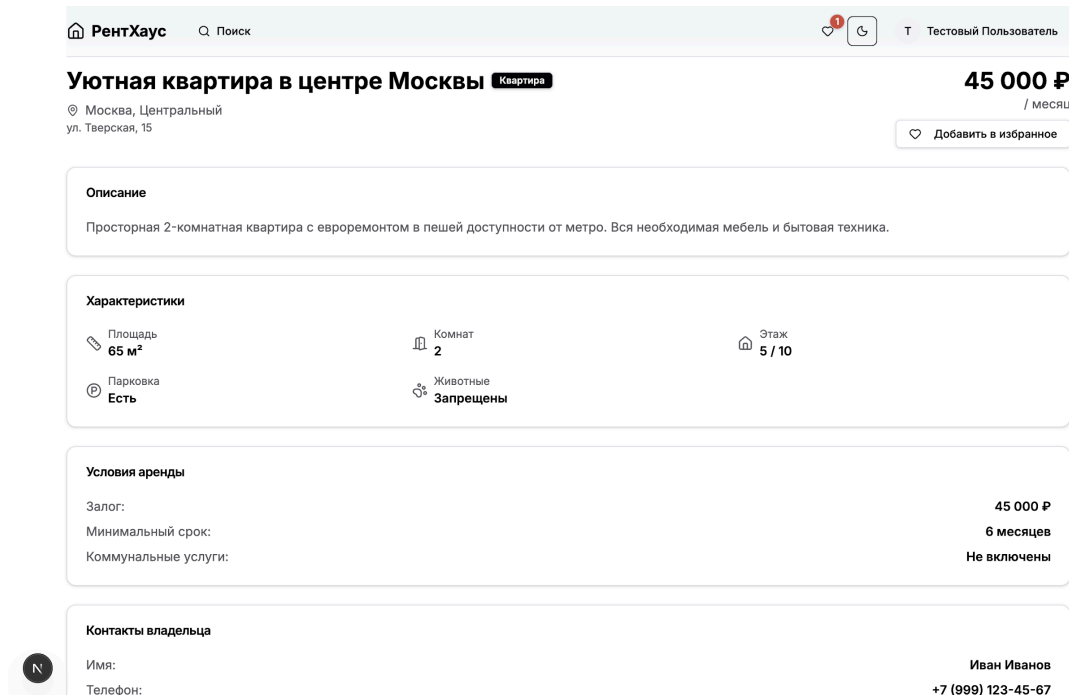 РентХаус Поиск 1 Т Тестовый Пользователь
Уютная квартира в центре Москвы Квартира 45 000 ₽
Москва, Центральный / месяц
ул. Тверская, 15
Добавить в избранное
Описание
Просторная 2-комнатная квартира с евроремонтом в пешей доступности от метро. Вся необходимая мебель и бытовая техника.
Характеристики
Площадь
65 м²
Комнат
2
Этаж
5 / 10
P
Парковка
Есть
Животные
Запрещены
Условия аренды
Залог: 45 000 ₽
Минимальный срок: 6 месяцев
Коммунальные услуги: Не включены
Контакты владельца
Имя: Иван Иванов
Телефон: +7 (999) 123-45-67
N